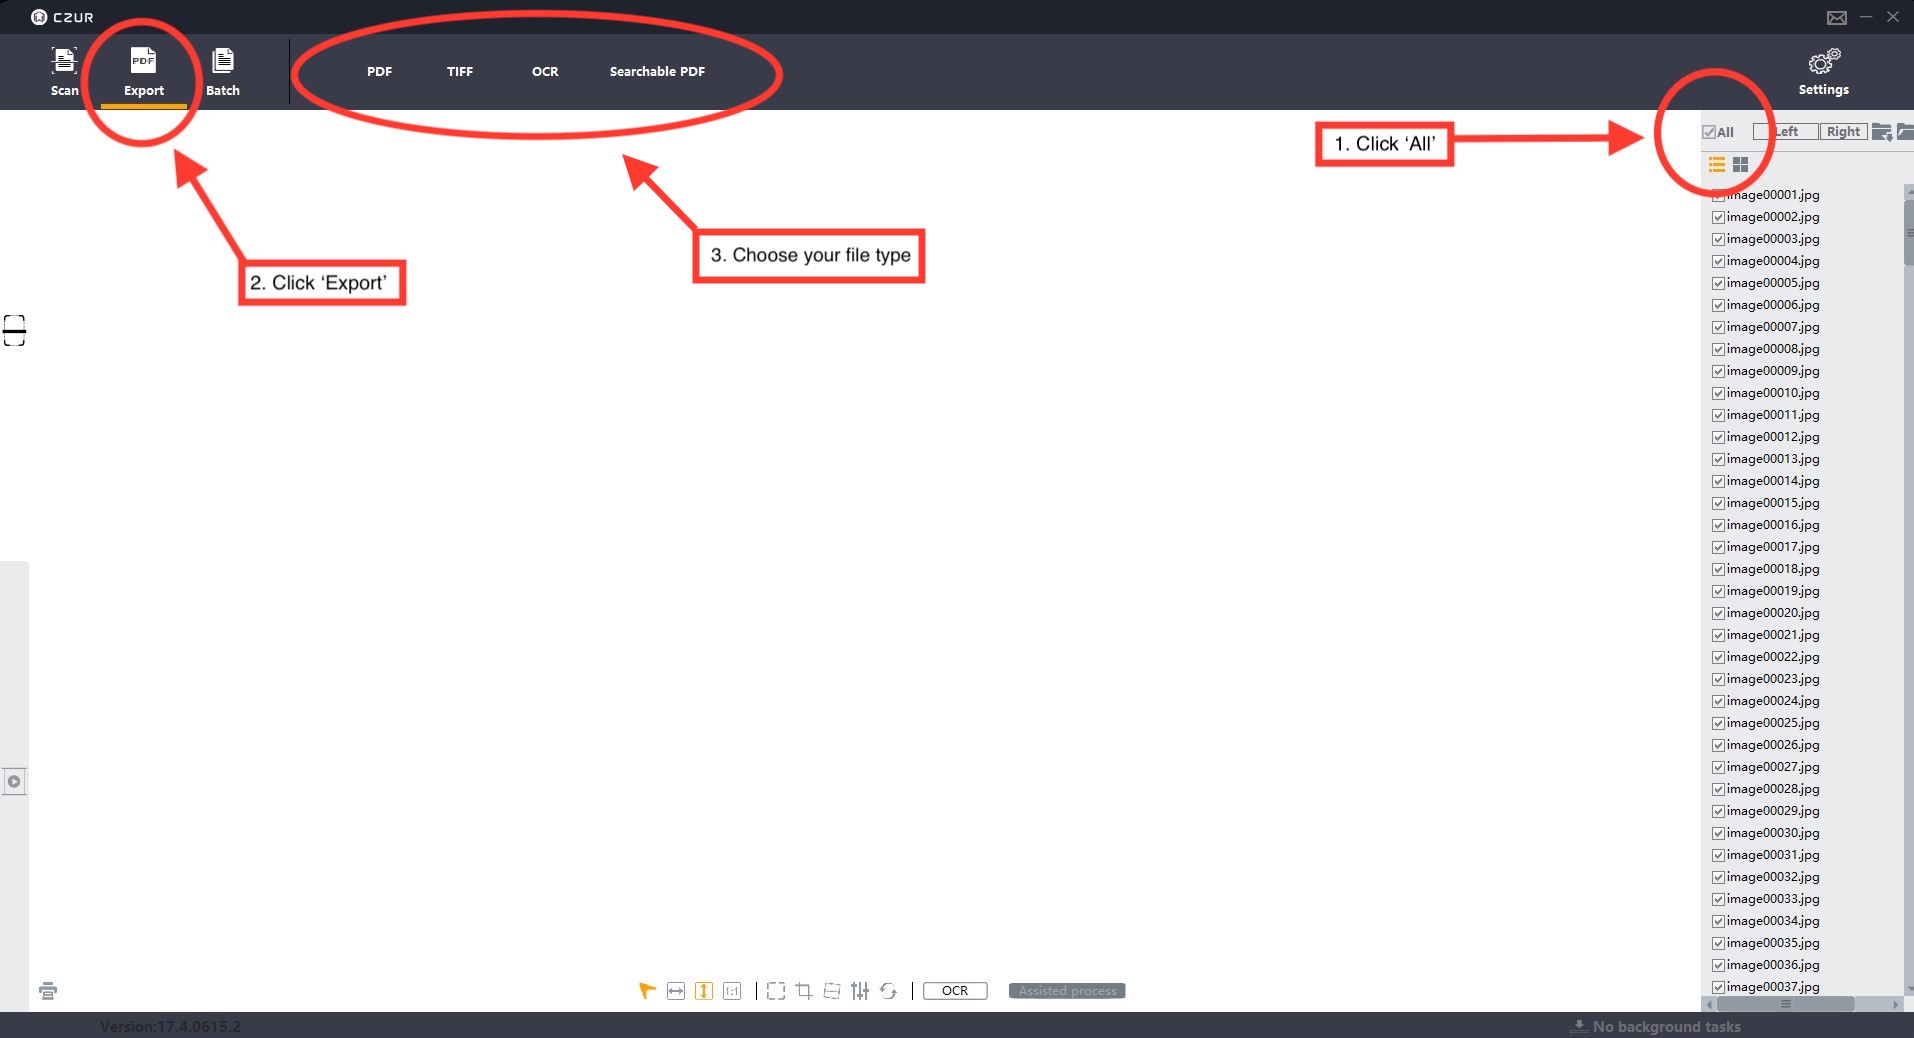 CZUR
Scan
PDF
Export
Batch
PDF
TIFF
OCR
Searchable PDF
Settings
1. Click ‘All’
2. Click ‘Export’
3. Choose your file type
All
Left
Right
image00001.jpg
image00002.jpg
image00003.jpg
image00004.jpg
image00005.jpg
image00006.jpg
image00007.jpg
image00008.jpg
image00009.jpg
image00010.jpg
image00011.jpg
image00012.jpg
image00013.jpg
image00014.jpg
image00015.jpg
image00016.jpg
image00017.jpg
image00018.jpg
image00019.jpg
image00020.jpg
image00021.jpg
image00022.jpg
image00023.jpg
image00024.jpg
image00025.jpg
image00026.jpg
image00027.jpg
image00028.jpg
image00029.jpg
image00030.jpg
image00031.jpg
image00032.jpg
image00033.jpg
image00034.jpg
image00035.jpg
image00036.jpg
image00037.jpg
1:1
OCR
Assisted process
Version:17.4.0615.2
No background tasks